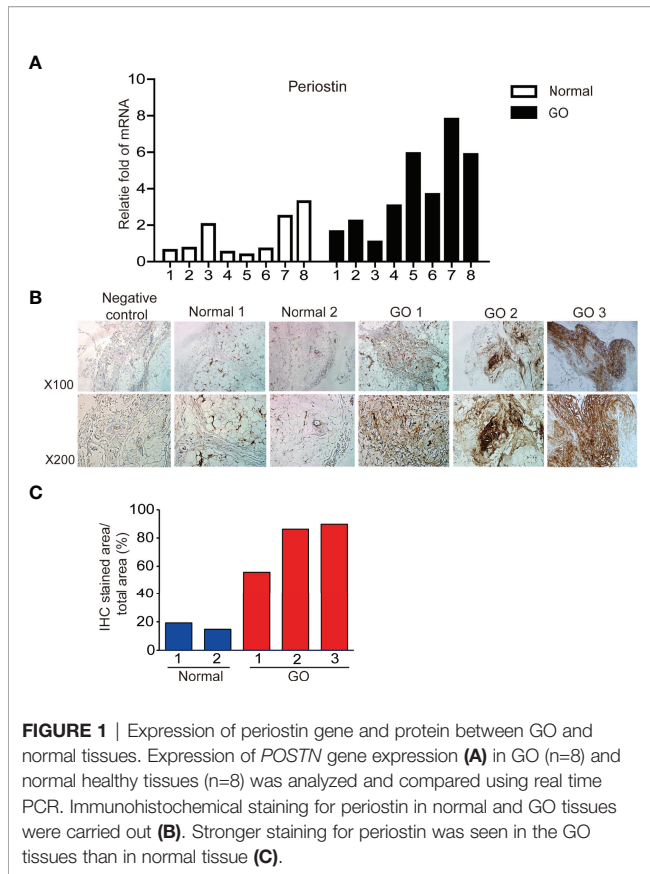 A
Periostin
Normal
GO
Relatie fold of mRNA
10
8
6
4
2
0
1 2 3 4 5 6 7 8 1 2 3 4 5 6 7 8
B
Negative control Normal 1 Normal 2 GO 1 GO 2 GO 3
X100
X200
C
IHC stained area/
total area (%)
100
80
60
40
20
0
1 2 1 2 3
Normal GO
FIGURE 1 | Expression of periostin gene and protein between GO and
normal tissues. Expression of POSTN gene expression (A) in GO (n=8) and
normal healthy tissues (n=8) was analyzed and compared using real time
PCR. Immunohistochemical staining for periostin in normal and GO tissues
were carried out (B). Stronger staining for periostin was seen in the GO
tissues than in normal tissue (C).